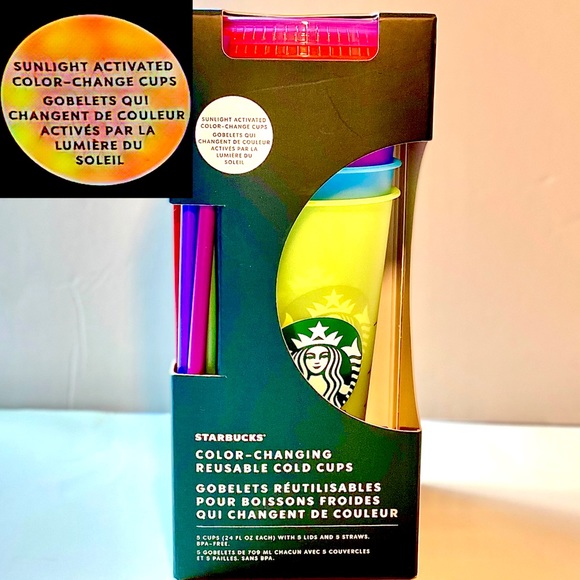 SUNLIGHT ACTIVATED
COLOR-CHANGE CUPS
GOBELETS QUI
CHANGENT DE COULEUR
ACTIVÉS PAR LA
LUMIÈRE DU
SOLEIL
SUNLIGHT ACTIVATED
COLOR-CHANGE CUPS
GOBELETS QUI
CHANGENT DE COULEUR
ACTIVÉS PAR LA
LUMIÈRE DU
SOLEIL
STARBUCKS®
COLOR-CHANGING
REUSABLE COLD CUPS
GOBELETS RÉUTILISABLES
POUR BOISSONS FROIDES
QUI CHANGENT DE COULEUR
5 CUPS (24 FL OZ EACH) WITH 5 LIDS AND 5 STRAWS.
BPA-FREE.
5 GOBELETS DE 709 ML CHACUN AVEC 5 COUVERCLES
ET 5 PAILLES. SANS BPA.